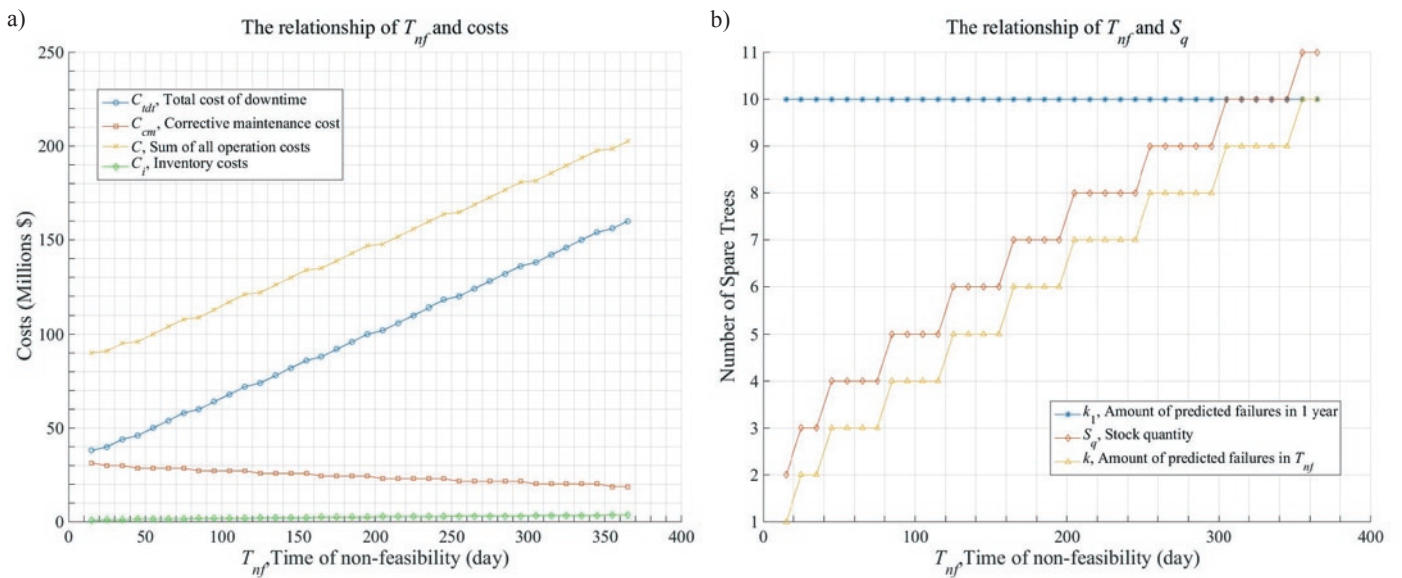 a)
The relationship of Tnf and costs
250
200
150
100
50
0
Costs (Millions $)
Ctdt, Total cost of downtime
Ccm, Corrective maintenance cost
C, Sum of all operation costs
Ci, Inventory costs
0 50 100 150 200 250 300 350 400
Tnf,Time of non-feasibility (day)
b)
The relationship of Tnf and Sq
11
10
9
8
7
6
5
4
3
2
1
Number of Spare Trees
k1, Amount of predicted failures in 1 year
Sq, Stock quantity
k, Amount of predicted failures in Tnf
0 100 200 300 400
Tnf,Time of non-feasibility (day)